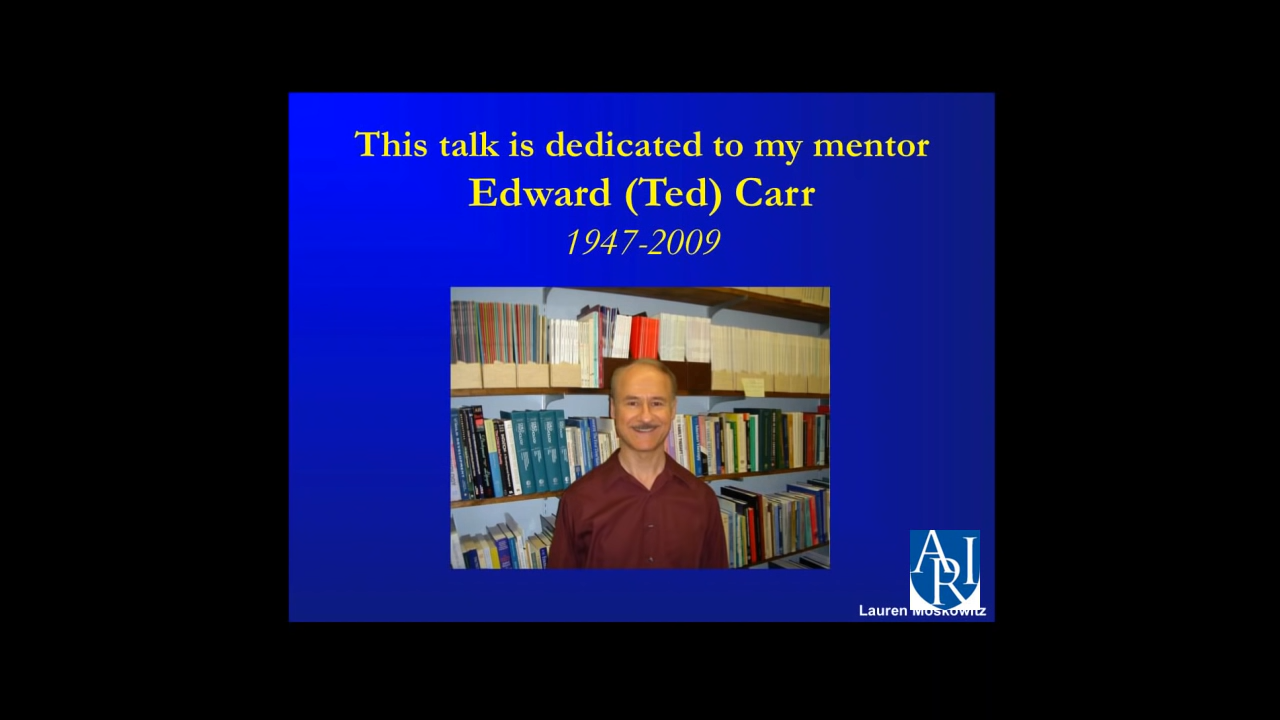 This talk is dedicated to my mentor
Edward (Ted) Carr
1947-2009
ARI
Lauren Moskowitz